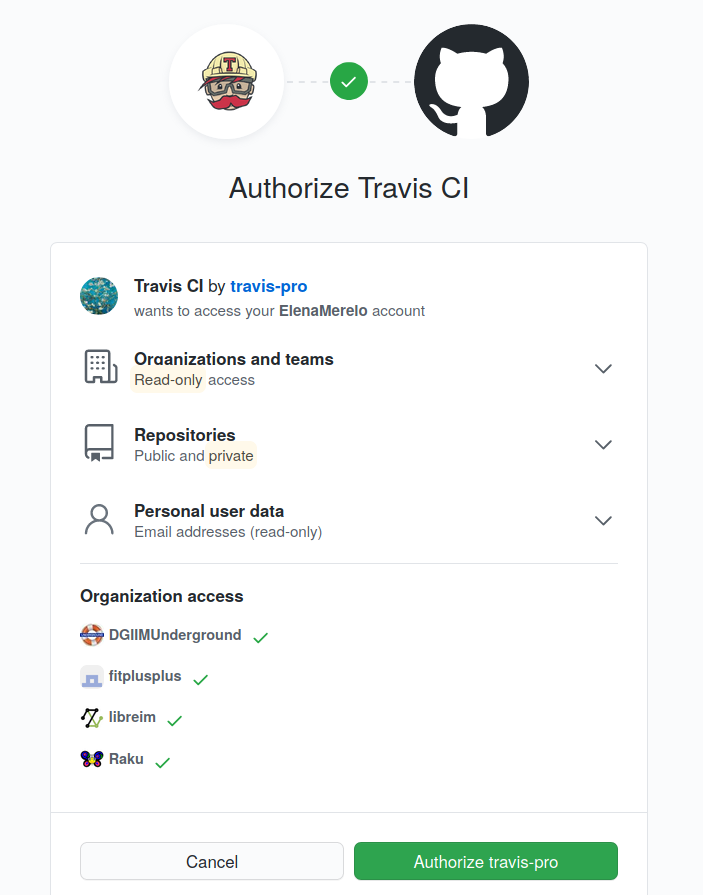 T
Authorize Travis CI
Travis CI by travis-pro
wants to access your ElenaMerelo account
Organizations and teams
Read-only access
Repositories
Public and private
Personal user data
Email addresses (read-only)
Organization access
DGIIMUnderground
fitplusplus
libreim
Raku
Cancel
Authorize travis-pro